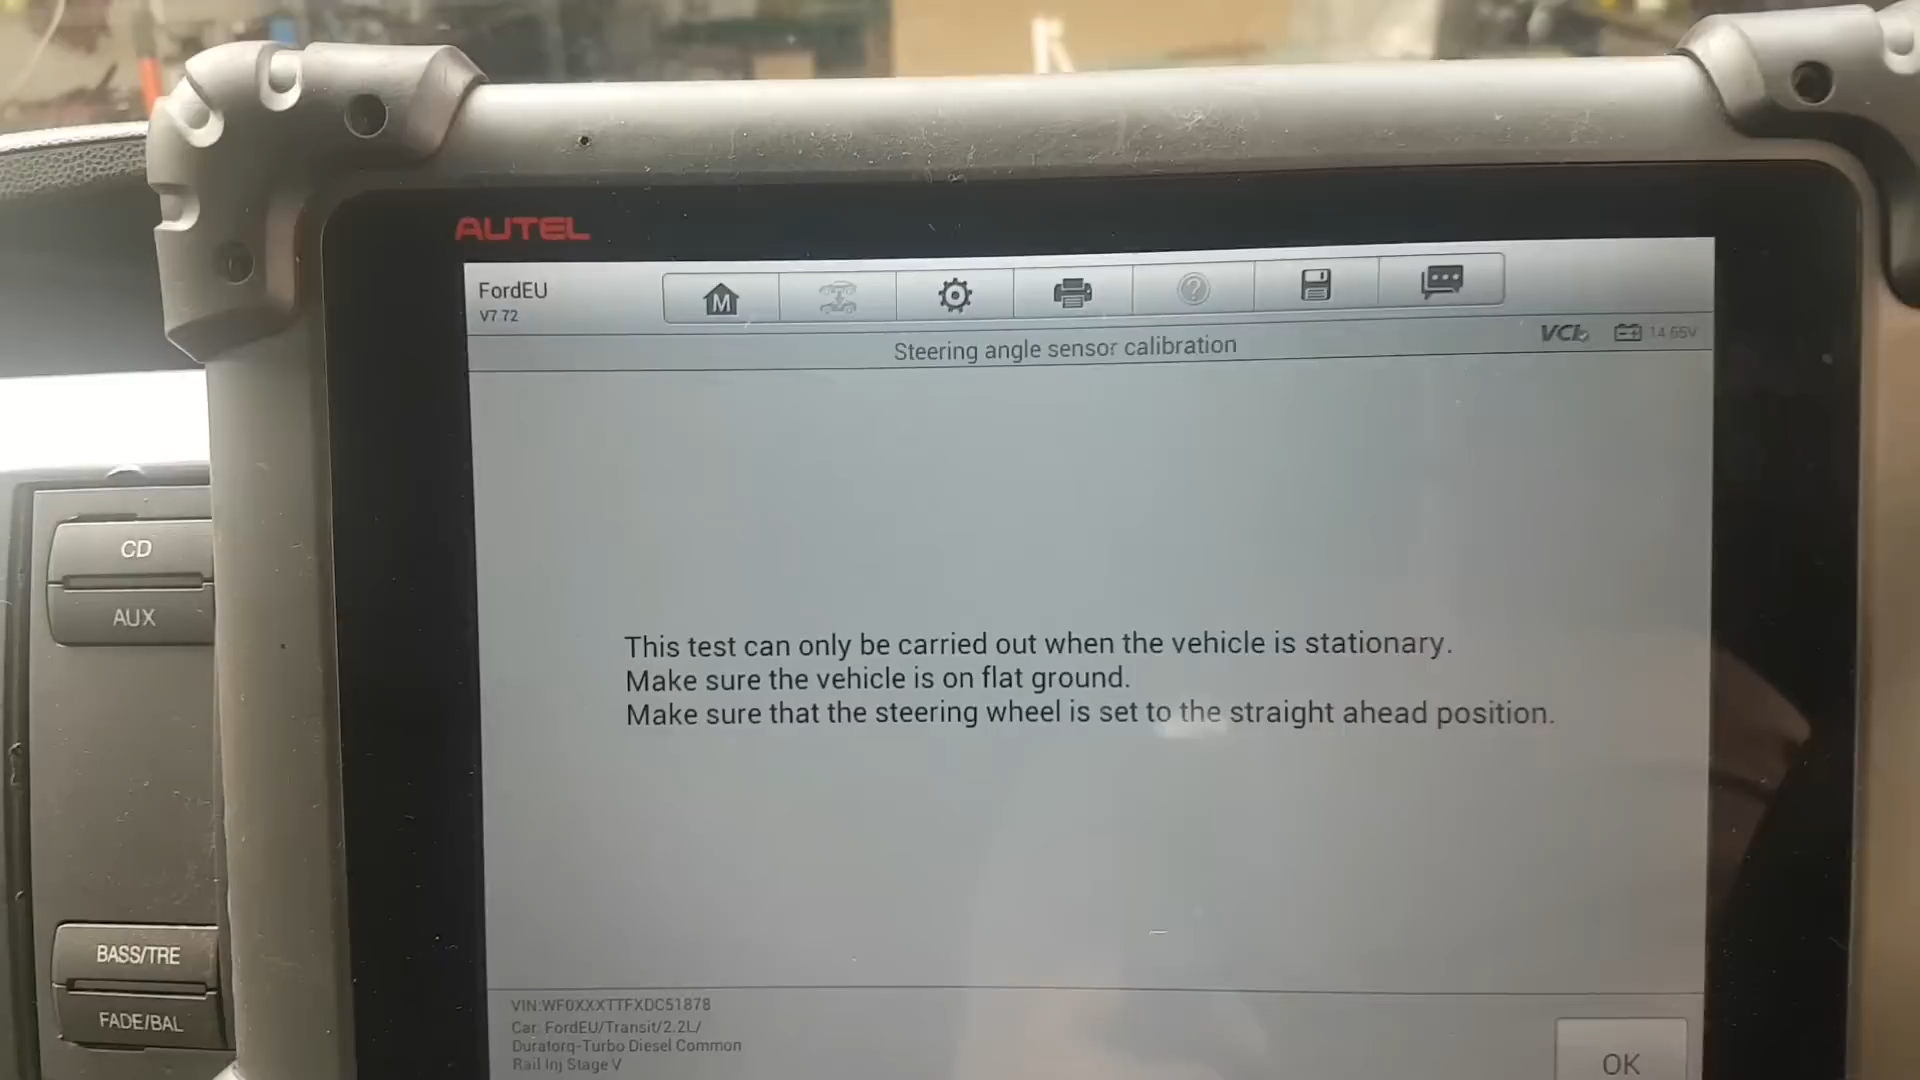 AUTEL
FordEU
V7.72
M
?
Steering angle sensor calibration
VCI
14.65V
CD
AUX
This test can only be carried out when the vehicle is stationary.
Make sure the vehicle is on flat ground.
Make sure that the steering wheel is set to the straight ahead position.
BASS/TRE
FADE/BAL
VIN:WF0XXXTTFXDC51878
Car: FordEU/Transit/2.2L/
Duratorq-Turbo Diesel Common
Rail Inj Stage V
OK